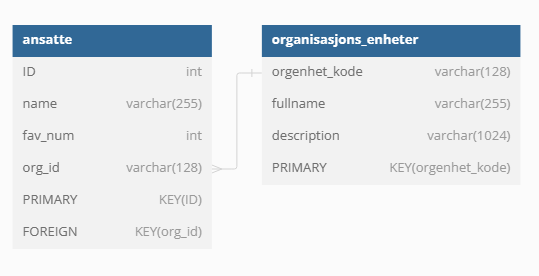 ansatte
ID int
name varchar(255)
fav_num int
org_id varchar(128)
PRIMARY KEY(ID)
FOREIGN KEY(org_id)
organisasjons_enheter
orgenhet_kode varchar(128)
fullname varchar(255)
description varchar(1024)
PRIMARY KEY(orgenhet_kode)